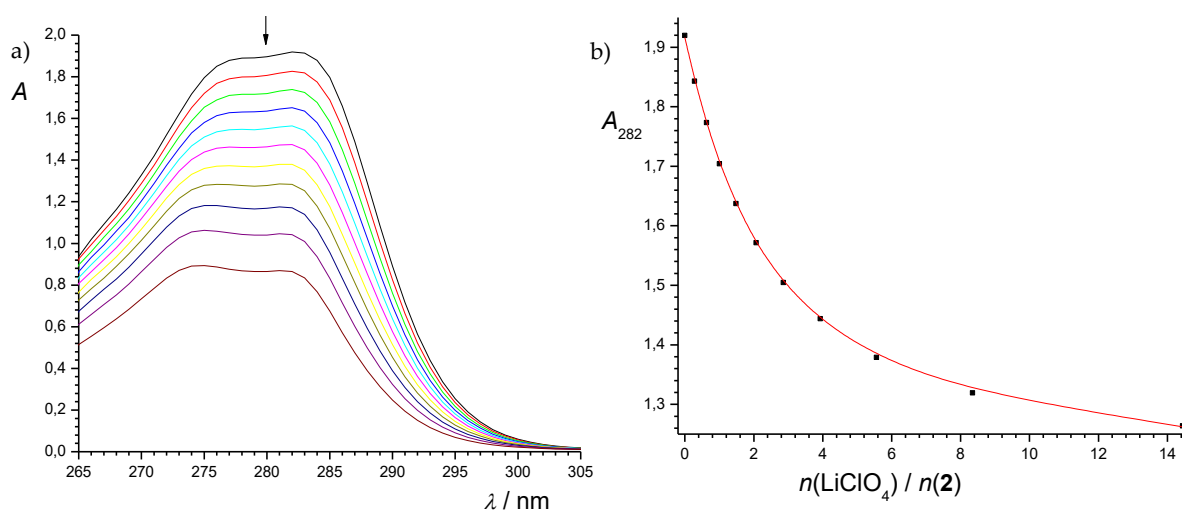 a)
A
2,0
1,8
1,6
1,4
1,2
1,0
0,8
0,6
0,4
0,2
0,0
265 270 275 280 285 290 295 300 305
λ / nm
b)
A282
1,9
1,8
1,7
1,6
1,5
1,4
1,3
0 2 4 6 8 10 12 14
n(LiClO4) / n(2)